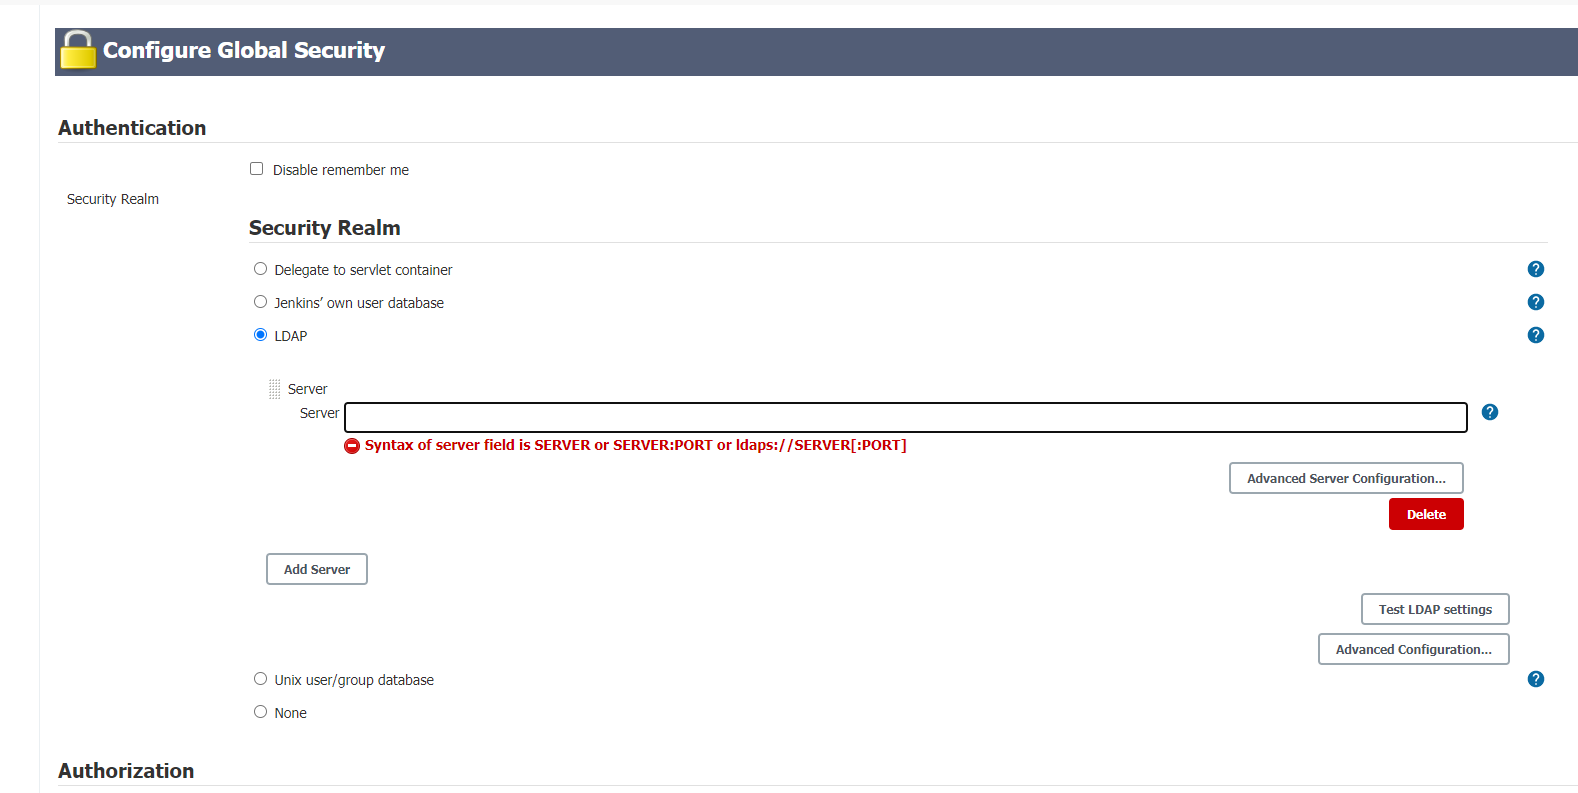 Configure Global Security
Authentication
Disable remember me
Security Realm
Security Realm
Delegate to servlet container
?
Jenkins’ own user database
?
LDAP
?
Server
Server
?
Syntax of server field is SERVER or SERVER:PORT or ldaps://SERVER[:PORT]
Advanced Server Configuration...
Delete
Add Server
Test LDAP settings
Advanced Configuration...
Unix user/group database
?
None
Authorization